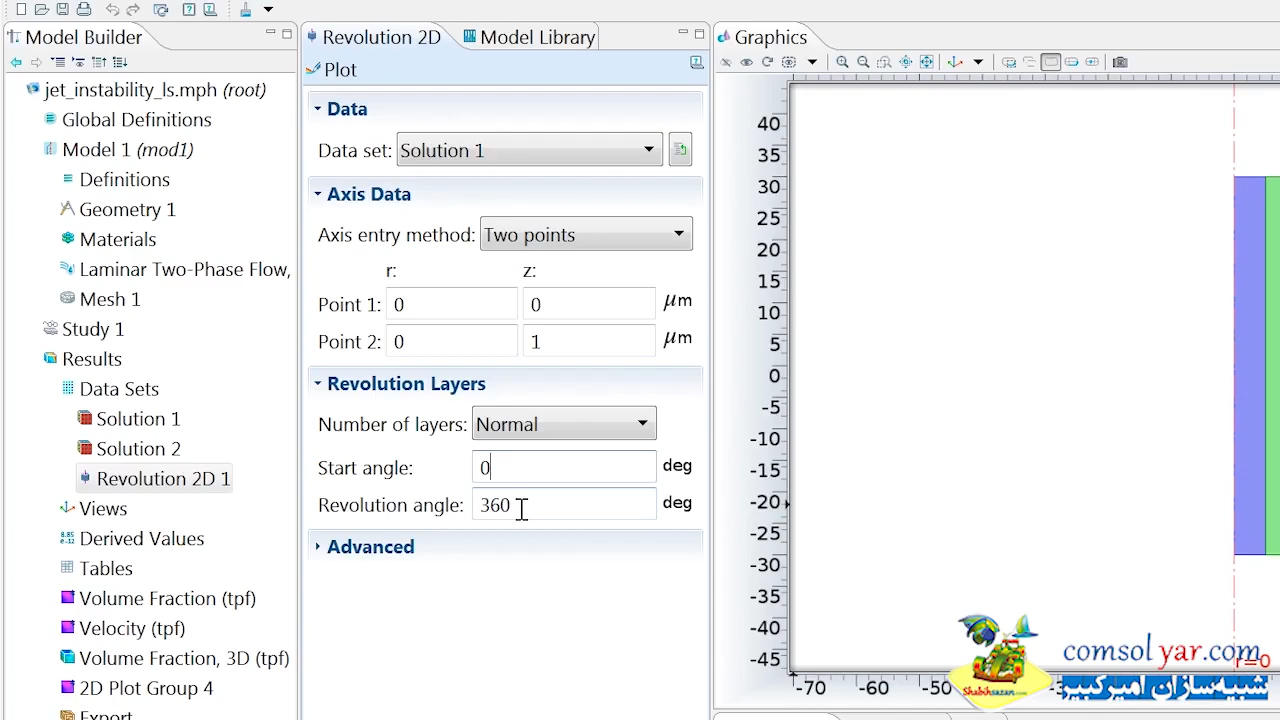 Model Builder
jet_instability_ls.mph (root)
Global Definitions
Model 1 (mod1)
Definitions
Geometry 1
Materials
Laminar Two-Phase Flow,
Mesh 1
Study 1
Results
Data Sets
Solution 1
Solution 2
Revolution 2D 1
Views
8.85
e-12
Derived Values
Tables
Volume Fraction (tpf)
Velocity (tpf)
Volume Fraction, 3D (tpf)
2D Plot Group 4
Export
Revolution 2D
Model Library
Plot
Data
Data set: Solution 1
Axis Data
Axis entry method: Two points
r: z:
Point 1: 0 0 μm
Point 2: 0 1 μm
Revolution Layers
Number of layers: Normal
Start angle: 0 deg
Revolution angle: 360 deg
Advanced
Graphics
40
35
30
25
20
15
10
5
0
-5
-10
-15
-20
-25
-30
-35
-40
-45
-70 -60 -50
r=0
Shabihsazan.com
comsolyar.com
شبیه‌سازان امیرکبیر